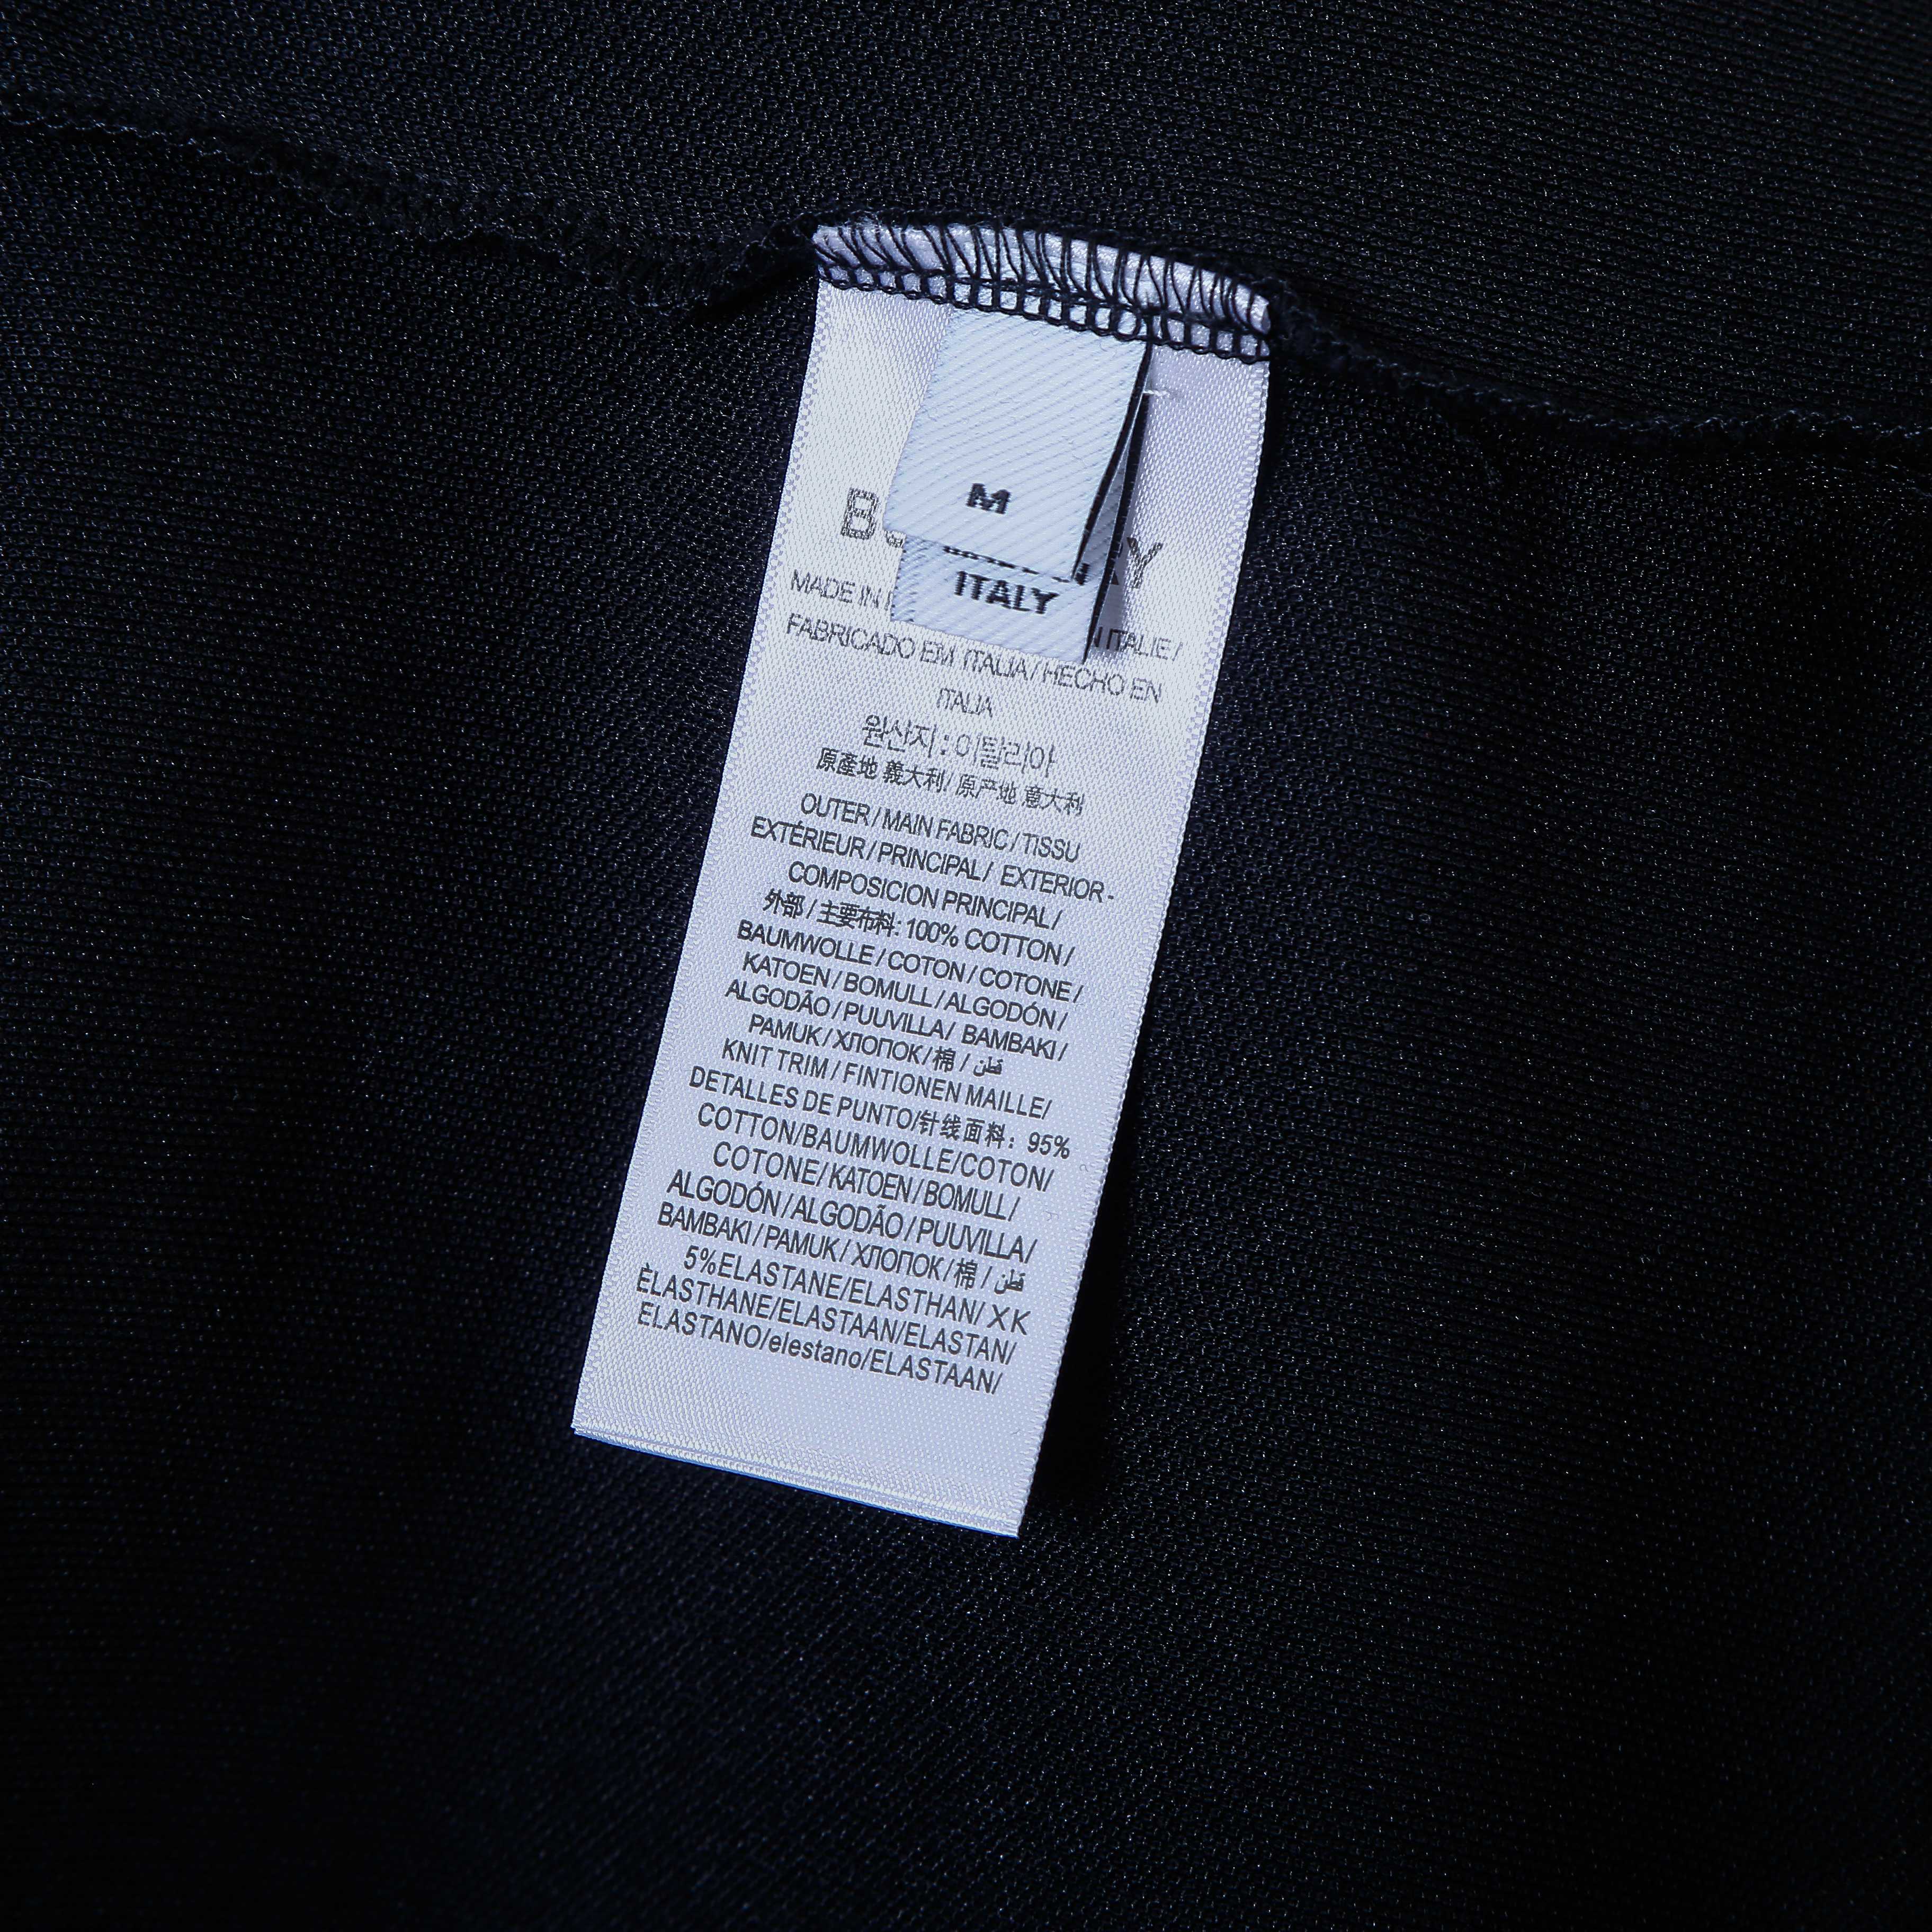 M
ITALY
MADE IN
N ITALIE/
FABRICADO EM ITALIA/HECHO EN
ITALIA
원산지:이탈리아
原產地 義大利/原产地 意大利
OUTER/MAIN FABRIC/TISSU
EXTÉRIEUR/PRINCIPAL/ EXTERIOR-
COMPOSICION PRINCIPAL/
外部/主要布料: 100% COTTON/
BAUMWOLLE/COTON/COTONE/
KATOEN/BOMULL/ALGODÓN/
ALGODÃO/PUUVILLA/ BAMBAKI/
PAMUK/ХЛОПОК/棉/قطن
KNIT TRIM/FINTIONEN MAILLE/
DETALLES DE PUNTO/针线面料: 95%
COTTON/BAUMWOLLE/COTON/
COTONE/KATOEN/BOMULL/
ALGODÓN/ALGODÃO/PUUVILLA/
BAMBAKI/PAMUK/ХЛОПОК/棉/قطن
5%ELASTANE/ELASTHAN/XK
ÈLASTHANE/ELASTAAN/ELASTAN/
ELASTANO/elestano/ELASTAAN/